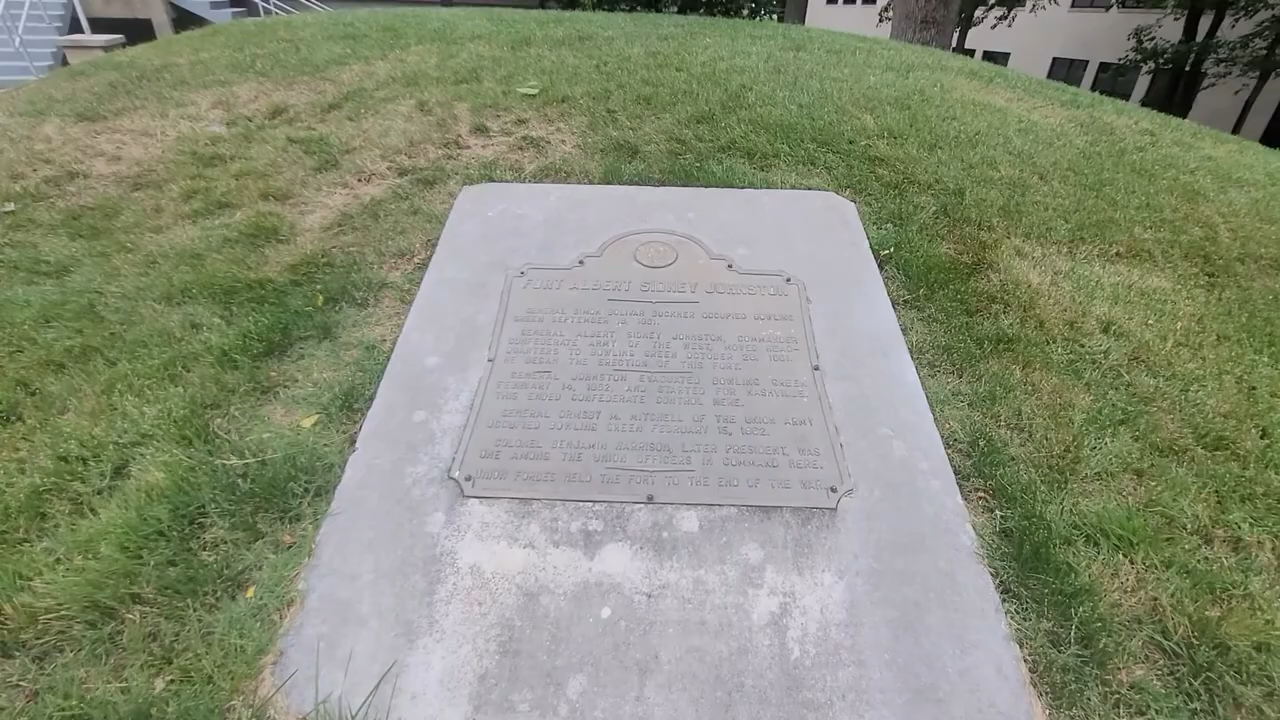 FORT ALBERT SIDNEY JOHNSTON
GENERAL SIMON BOLIVAR BUCKNER OCCUPIED BOWLING
GREEN SEPTEMBER 18, 1861.
GENERAL ALBERT SIDNEY JOHNSTON, COMMANDER
CONFEDERATE ARMY OF THE WEST, MOVED HEAD-
QUARTERS TO BOWLING GREEN OCTOBER 28, 1861.
HE BEGAN THE ERECTION OF THIS FORT.
GENERAL JOHNSTON EVACUATED BOWLING GREEN
FEBRUARY 14, 1862, AND STARTED FOR NASHVILLE.
THIS ENDED CONFEDERATE CONTROL HERE.
GENERAL ORMSBY M. MITCHELL OF THE UNION ARMY
OCCUPIED BOWLING GREEN FEBRUARY 15, 1862.
COLONEL BENJAMIN HARRISON, LATER PRESIDENT, WAS
ONE AMONG THE UNION OFFICERS IN COMMAND HERE.
UNION FORCES HELD THE FORT TO THE END OF THE WAR.